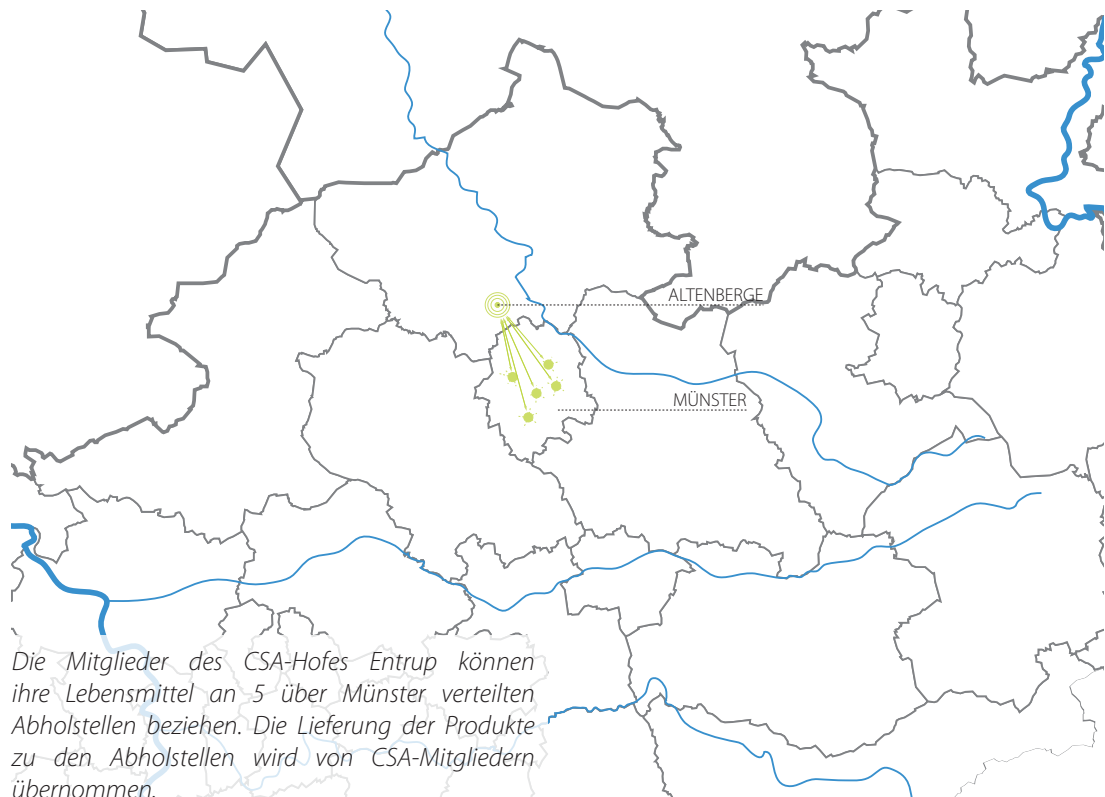 ALTENBERGE
MÜNSTER
Die Mitglieder des CSA-Hofes Entrup können
ihre Lebensmittel an 5 über Münster verteilten
Abholstellen beziehen. Die Lieferung der Produkte
zu den Abholstellen wird von CSA-Mitgliedern
übernommen.